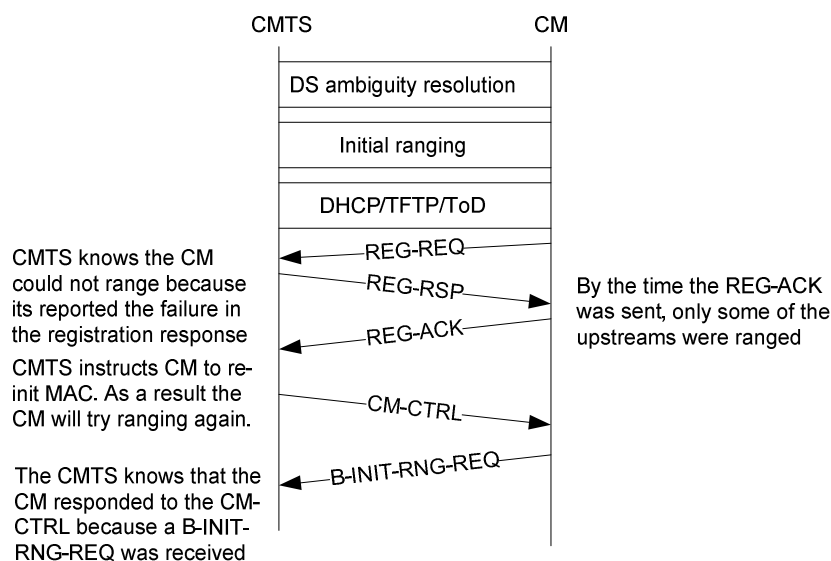 CMTS
CM
DS ambiguity resolution
Initial ranging
DHCP/TFTP/ToD
REG-REQ
CMTS knows the CM
could not range because
its reported the failure in
the registration response
REG-RSP
By the time the REG-ACK
was sent, only some of the
upstreams were ranged
REG-ACK
CMTS instructs CM to re-
init MAC. As a result the
CM will try ranging again.
CM-CTRL
B-INIT-RNG-REQ
The CMTS knows that the
CM responded to the CM-
CTRL because a B-INIT-
RNG-REQ was received